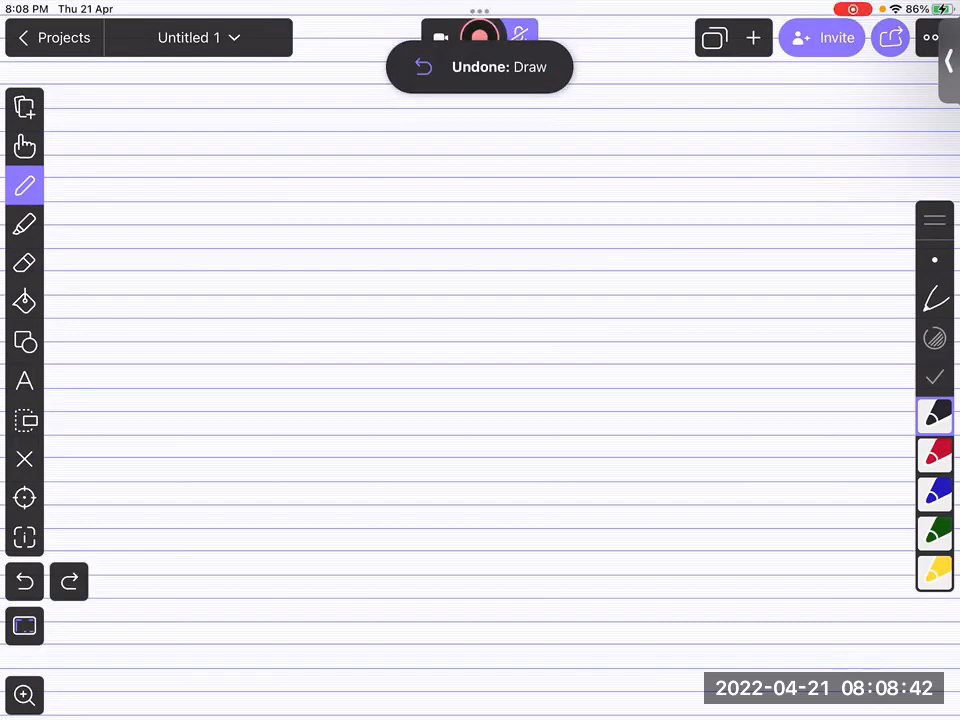 8:08 PM Thu 21 Apr
86%
Projects
Untitled 1
Invite
Undone: Draw
A
2022-04-21 08:08:42